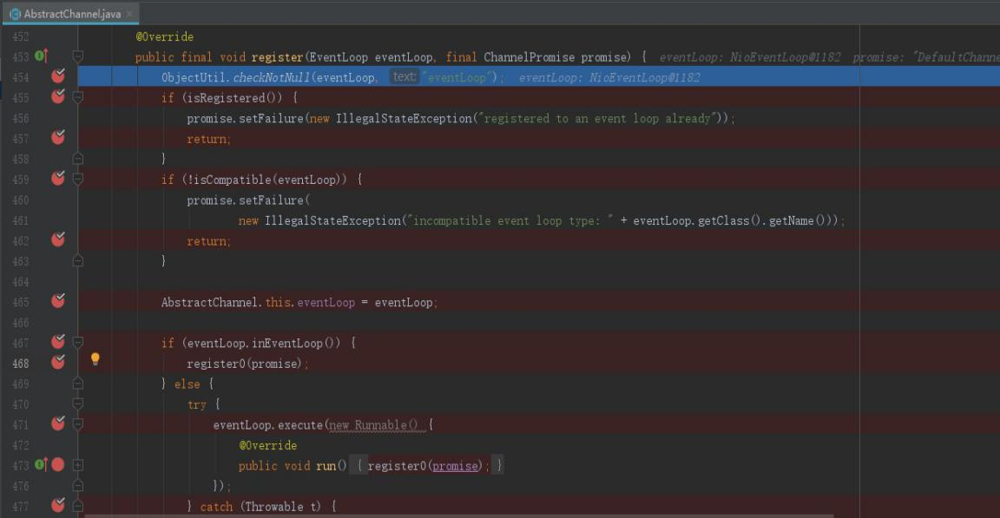 AbstractChannel.java
452 @Override
453 public final void register(EventLoop eventLoop, final ChannelPromise promise) { eventLoop: NioEventLoop@1182 promise: "DefaultChanne
454 ObjectUtil.checkNotNull(eventLoop, text: "eventLoop"); eventLoop: NioEventLoop@1182
455 if (isRegistered()) {
456 promise.setFailure(new IllegalStateException("registered to an event loop already"));
457 return;
458 }
459 if (!isCompatible(eventLoop)) {
460 promise.setFailure(
461 new IllegalStateException("incompatible event loop type: " + eventLoop.getClass().getName()));
462 return;
463 }
464
465 AbstractChannel.this.eventLoop = eventLoop;
466
467 if (eventLoop.inEventLoop()) {
468 register0(promise);
469 } else {
470 try {
471 eventLoop.execute(new Runnable() {
472 @Override
473 public void run() { register0(promise); }
476 });
477 } catch (Throwable t) {